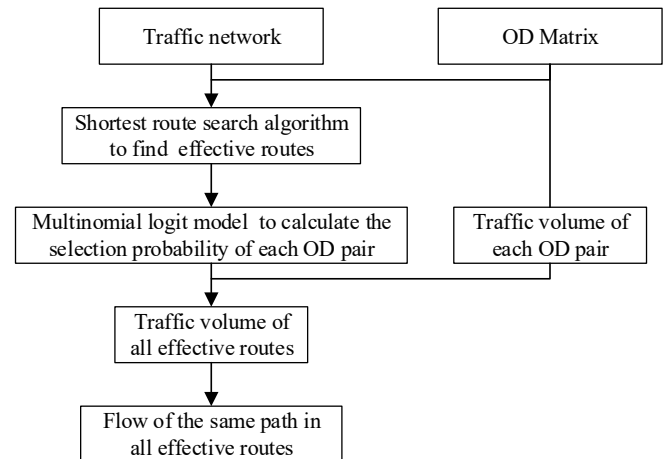 Traffic network
OD Matrix
Shortest route search algorithm
to find effective routes
Multinomial logit model to calculate the
selection probability of each OD pair
Traffic volume of
each OD pair
Traffic volume of
all effective routes
Flow of the same path in
all effective routes